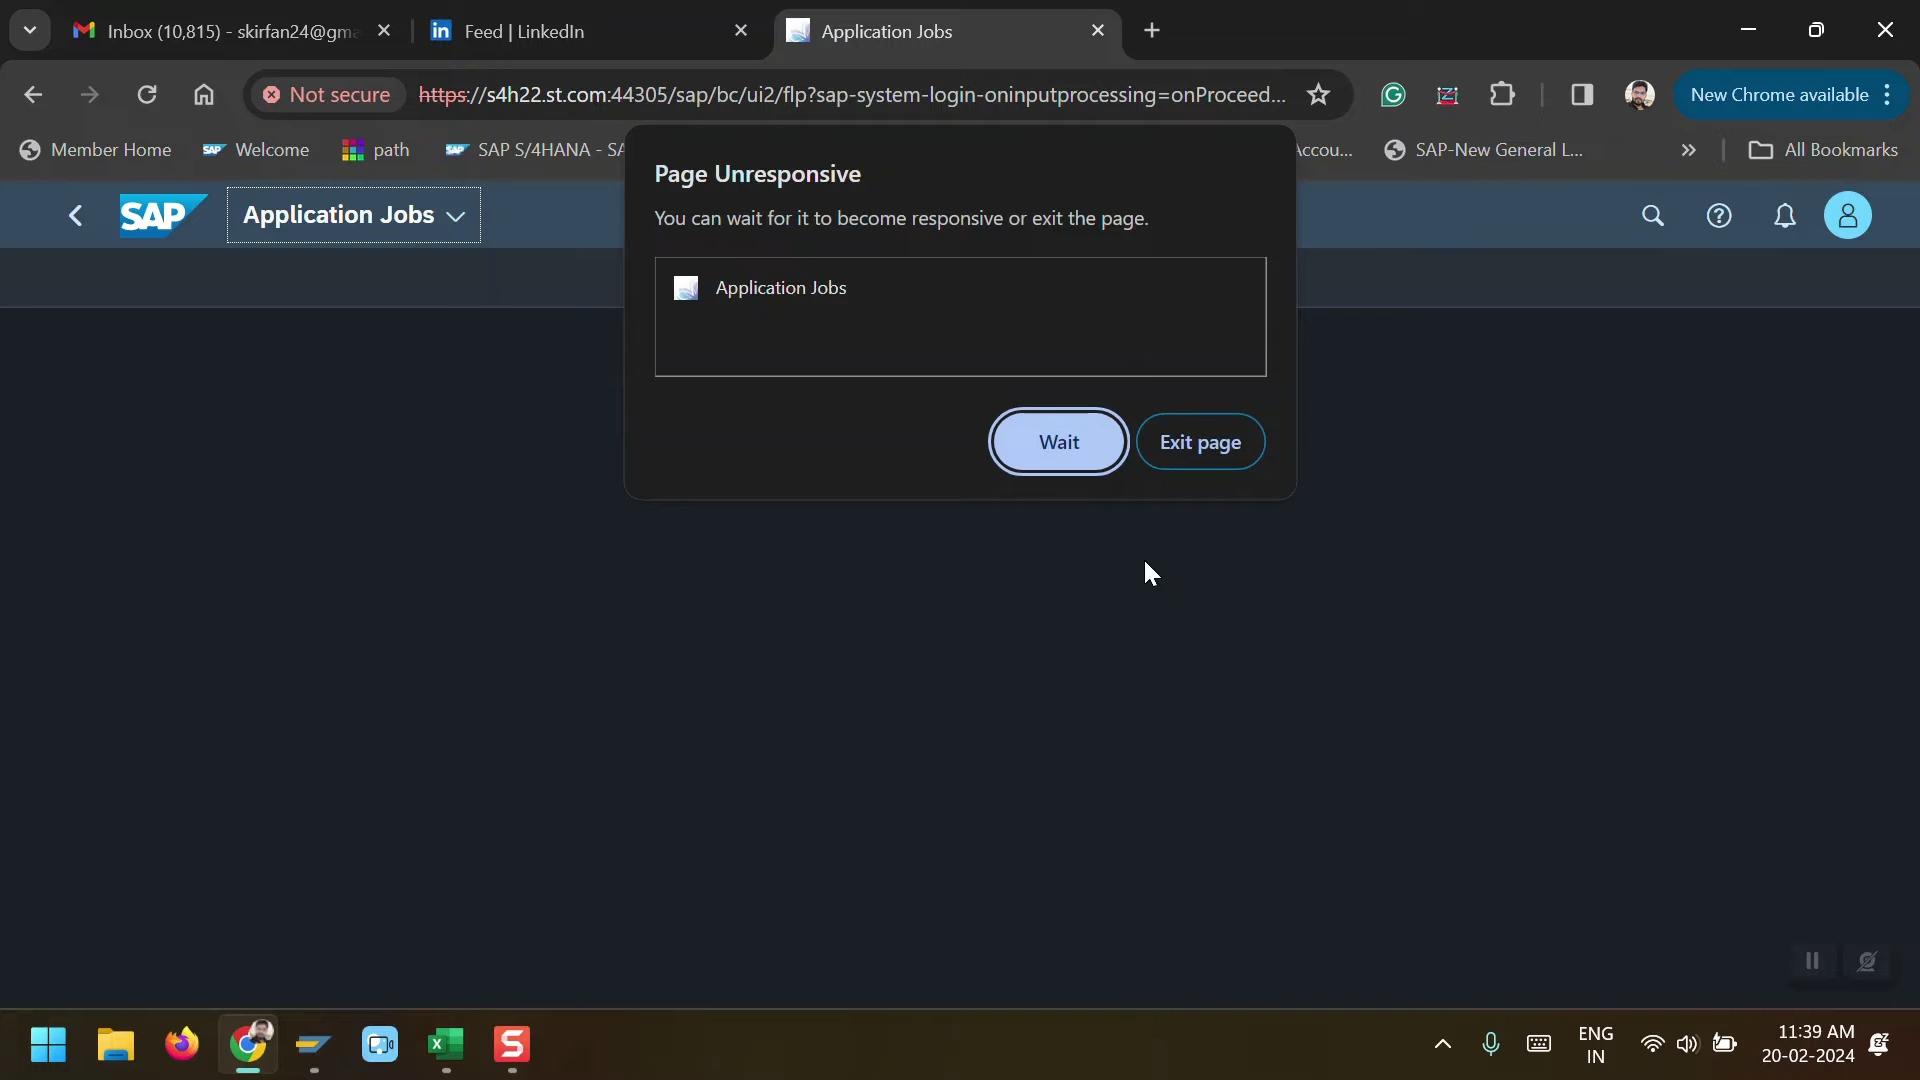 Inbox (10,815) - skirfan24@gma
Feed | LinkedIn
Application Jobs
Not secure
https://s4h22.st.com:44305/sap/bc/ui2/flp?sap-system-login-oninputprocessing=onProceed...
New Chrome available
Member Home
Welcome
path
SAP S/4HANA - SA
Accou...
SAP-New General L...
All Bookmarks
SAP
Application Jobs
Page Unresponsive
You can wait for it to become responsive or exit the page.
Application Jobs
Wait
Exit page
ENG
IN
11:39 AM
20-02-2024